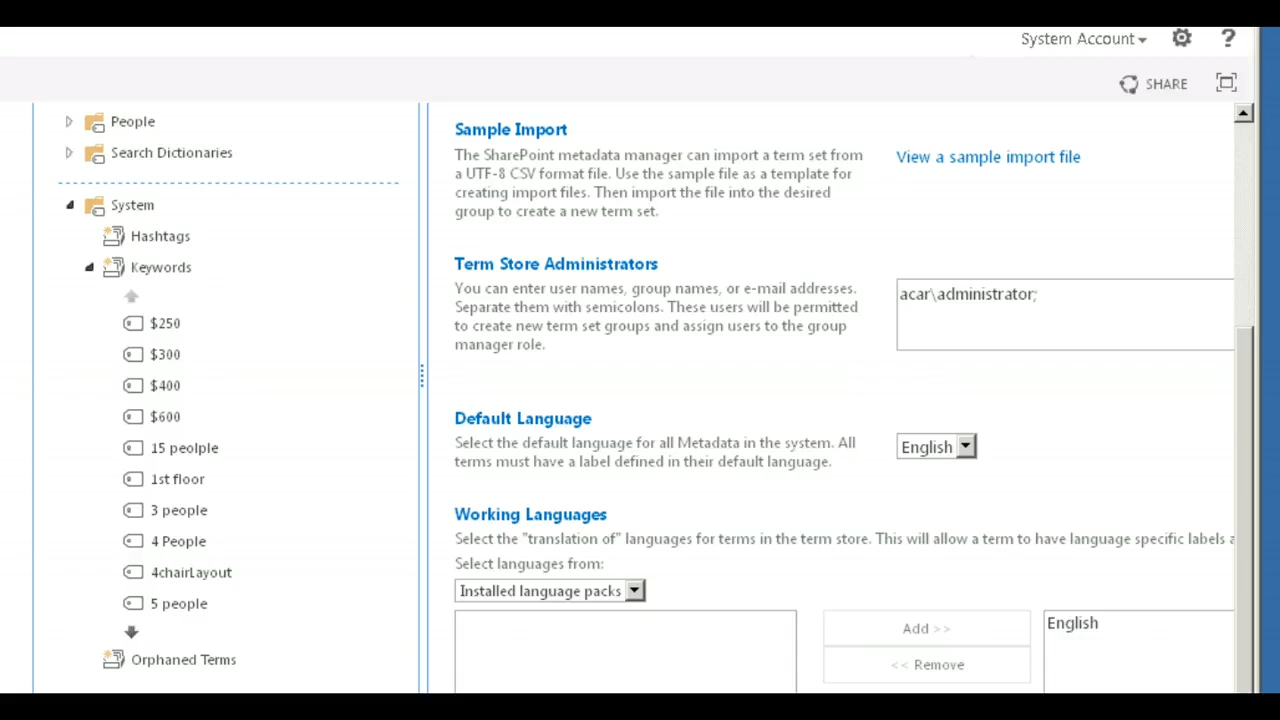 System Account
?
SHARE
People
Search Dictionaries
System
Hashtags
Keywords
$250
$300
$400
$600
15 peolple
1st floor
3 people
4 People
4chairLayout
5 people
Orphaned Terms
Sample Import
The SharePoint metadata manager can import a term set from
a UTF-8 CSV format file. Use the sample file as a template for
creating import files. Then import the file into the desired
group to create a new term set.
View a sample import file
Term Store Administrators
You can enter user names, group names, or e-mail addresses.
Separate them with semicolons. These users will be permitted
to create new term set groups and assign users to the group
manager role.
acar\administrator;
Default Language
Select the default language for all Metadata in the system. All
terms must have a label defined in their default language.
English
Working Languages
Select the "translation of" languages for terms in the term store. This will allow a term to have language specific labels a
Select languages from:
Installed language packs
Add >>
<< Remove
English